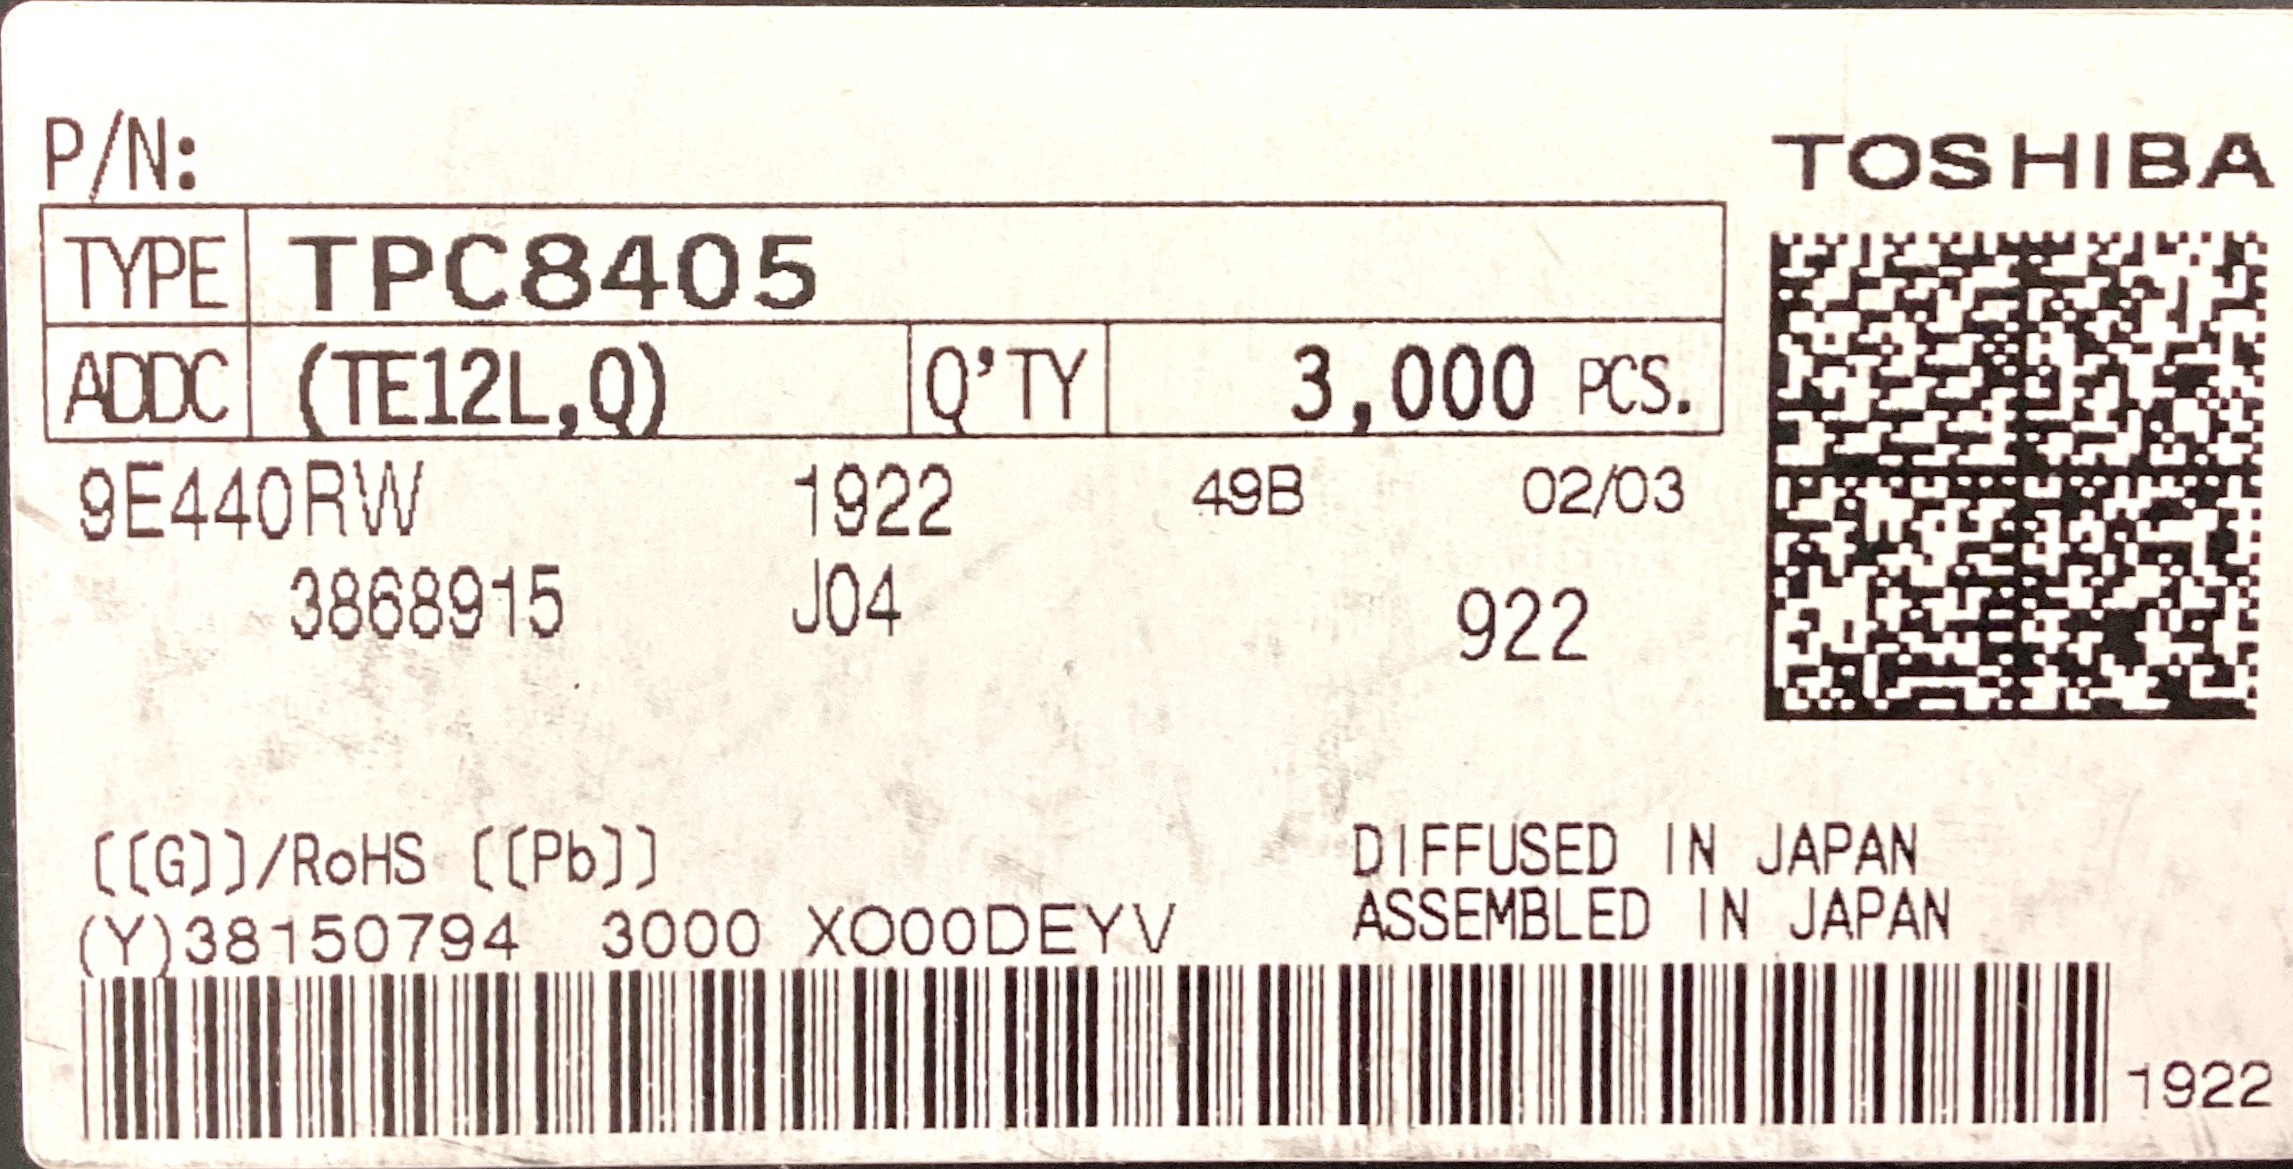 P/N:
TOSHIBA
TYPE TPC8405
ADDC (TE12L,Q) Q'TY 3,000 PCS.
9E440RW 1922 49B 02/03
3868915 J04 922
[[G]]/RoHS [[Pb]]
DIFFUSED IN JAPAN
ASSEMBLED IN JAPAN
(Y)38150794 3000 XO00DEYV
1922